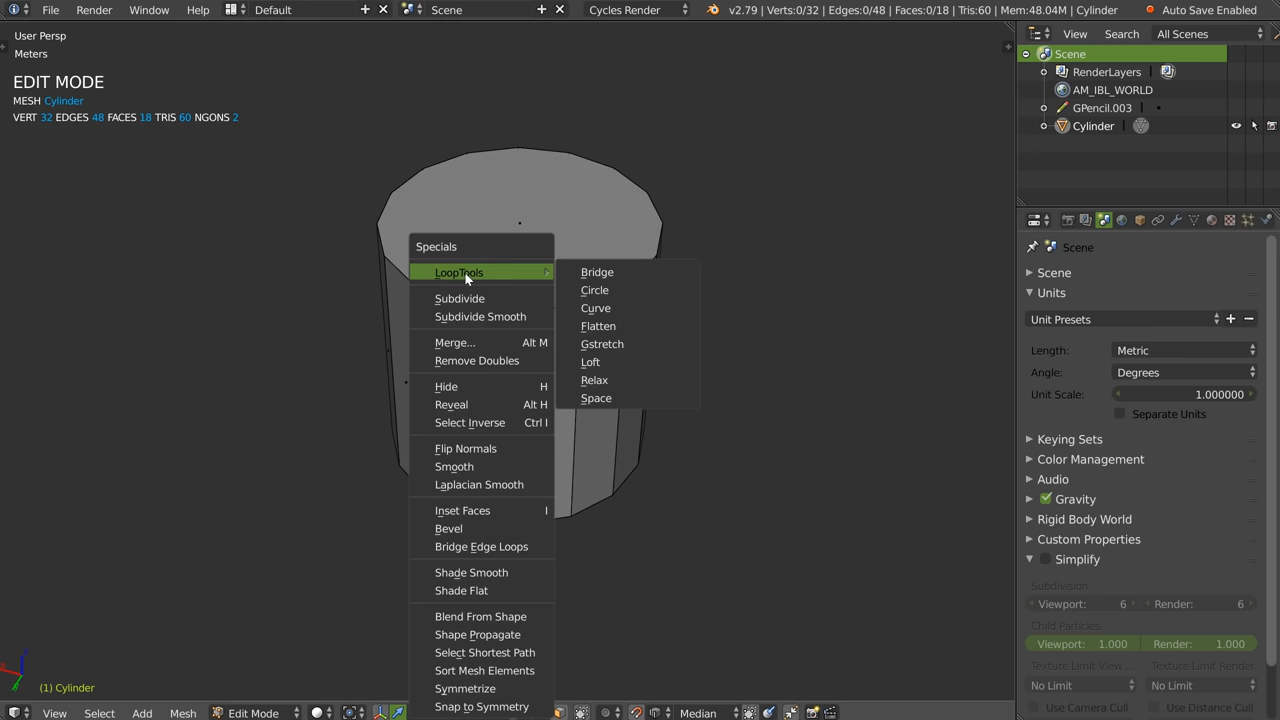 File Render Window Help Default Scene Cycles Render v2.79 | Verts:0/32 | Edges:0/48 | Faces:0/18 | Tris:60 | Mem:48.04M | Cylinder Auto Save Enabled
User Persp
Meters
EDIT MODE
MESH Cylinder
VERT 32 EDGES 48 FACES 18 TRIS 60 NGONS 2
Specials
LoopTools
Subdivide
Subdivide Smooth
Merge... Alt M
Remove Doubles
Hide H
Reveal Alt H
Select Inverse Ctrl I
Flip Normals
Smooth
Laplacian Smooth
Inset Faces I
Bevel
Bridge Edge Loops
Shade Smooth
Shade Flat
Blend From Shape
Shape Propagate
Select Shortest Path
Sort Mesh Elements
Symmetrize
Snap to Symmetry
Bridge
Circle
Curve
Flatten
Gstretch
Loft
Relax
Space
(1) Cylinder
View Select Add Mesh Edit Mode Median
View Search All Scenes
Scene
RenderLayers
AM_IBL_WORLD
GPencil.003
Cylinder
Scene
Scene
Units
Unit Presets
Length: Metric
Angle: Degrees
Unit Scale: 1.000000
Separate Units
Keying Sets
Color Management
Audio
Gravity
Rigid Body World
Custom Properties
Simplify
Subdivision
Viewport: 6 Render: 6
Child Particles
Viewport: 1.000 Render: 1.000
Texture Limit View... Texture Limit Render
No Limit No Limit
Use Camera Cull Use Distance Cull